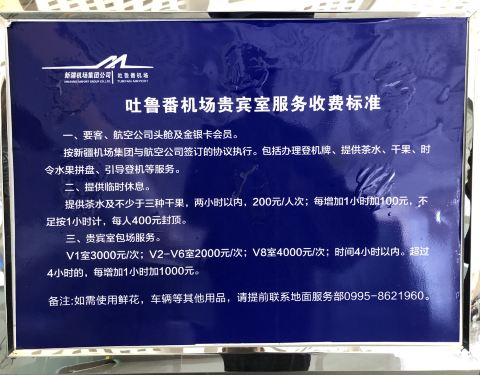 新疆机场集团公司
XINJIANG AIRPORT GROUP CO.,LTD.
吐鲁番机场
TURPAN AIRPORT
吐鲁番机场贵宾室服务收费标准
一、要客、航空公司头舱及金银卡会员。
按新疆机场集团与航空公司签订的协议执行。包括办理登机牌、提供茶水、干果、时
令水果拼盘、引导登机等服务。
二、提供临时休息。
提供茶水及不少于三种干果，两小时以内，200元/人次；每增加1小时加100元，不
足按1小时计，每人400元封顶。
三、贵宾室包场服务。
V1室3000元/次；V2-V6室2000元/次；V8室4000元/次；时间4小时以内。超过
4小时的，每增加1小时加1000元。
备注:如需使用鲜花，车辆等其他用品，请提前联系地面服务部0995-8621960。